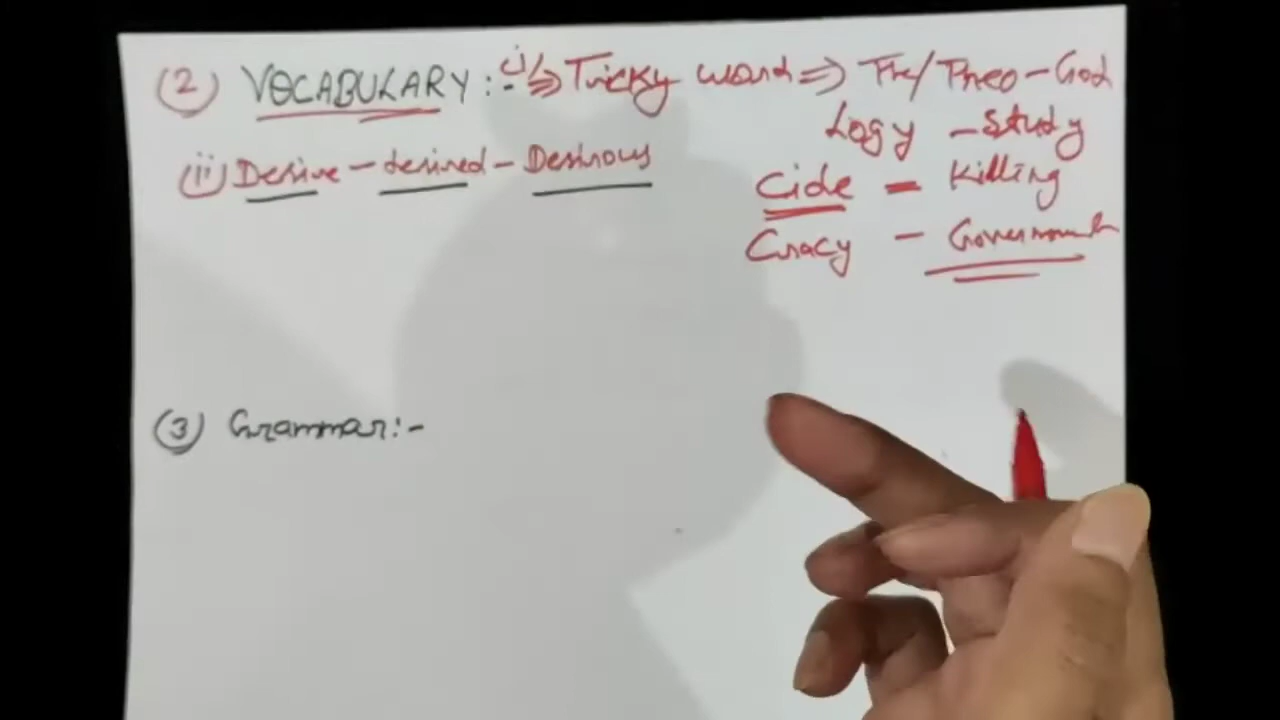 (2) VOCABULARY :- (i) ⇒ Tricky word ⇒ The/Theo - God
Logy - Study
(ii) Desire - desired - Desirous
Cide = Killing
Cracy - Government
(3) Grammar :-